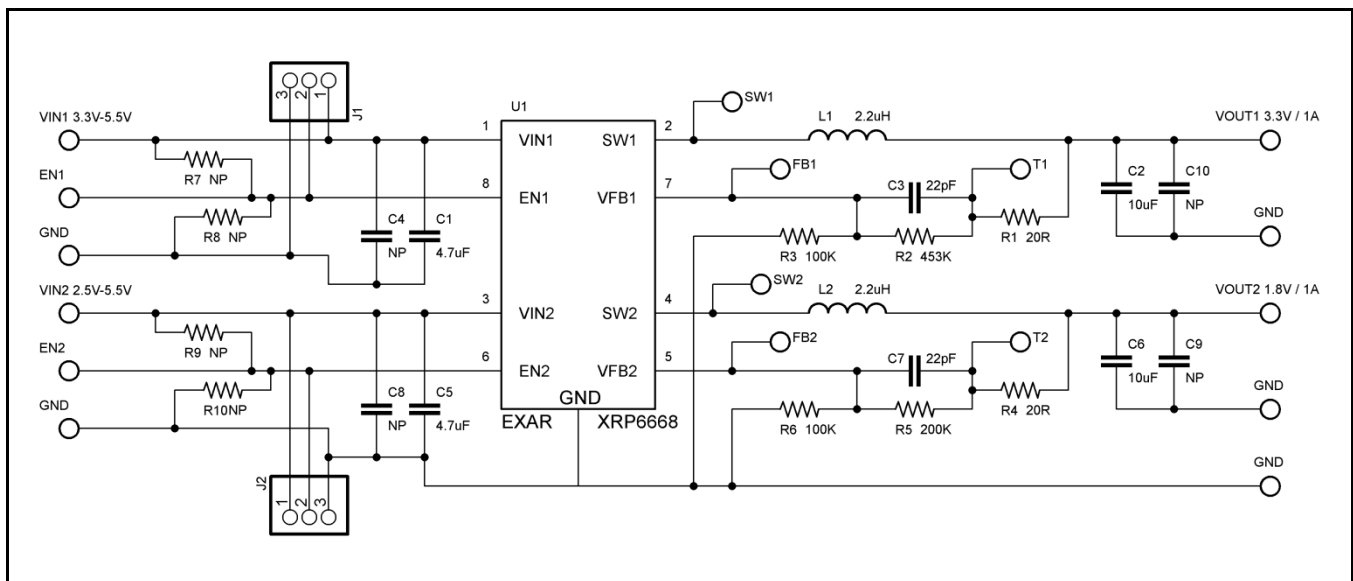 3 2 1
J1
VIN1 3.3V-5.5V
R7 NP
EN1
R8 NP
GND
C4
NP
C1
4.7uF
VIN2 2.5V-5.5V
R9 NP
EN2
R10NP
GND
C8
NP
C5
4.7uF
J2
1 2 3
U1
1 VIN1 SW1 2
8 EN1 VFB1 7
3 VIN2 SW2 4
6 EN2 VFB2 5
GND
EXAR XRP6668
SW1
L1 2.2uH
VOUT1 3.3V / 1A
FB1
C3 22pF
T1
R3 100K
R2 453K
R1 20R
C2
10uF
C10
NP
GND
SW2
L2 2.2uH
VOUT2 1.8V / 1A
FB2
C7 22pF
T2
R6 100K
R5 200K
R4 20R
C6
10uF
C9
NP
GND
GND